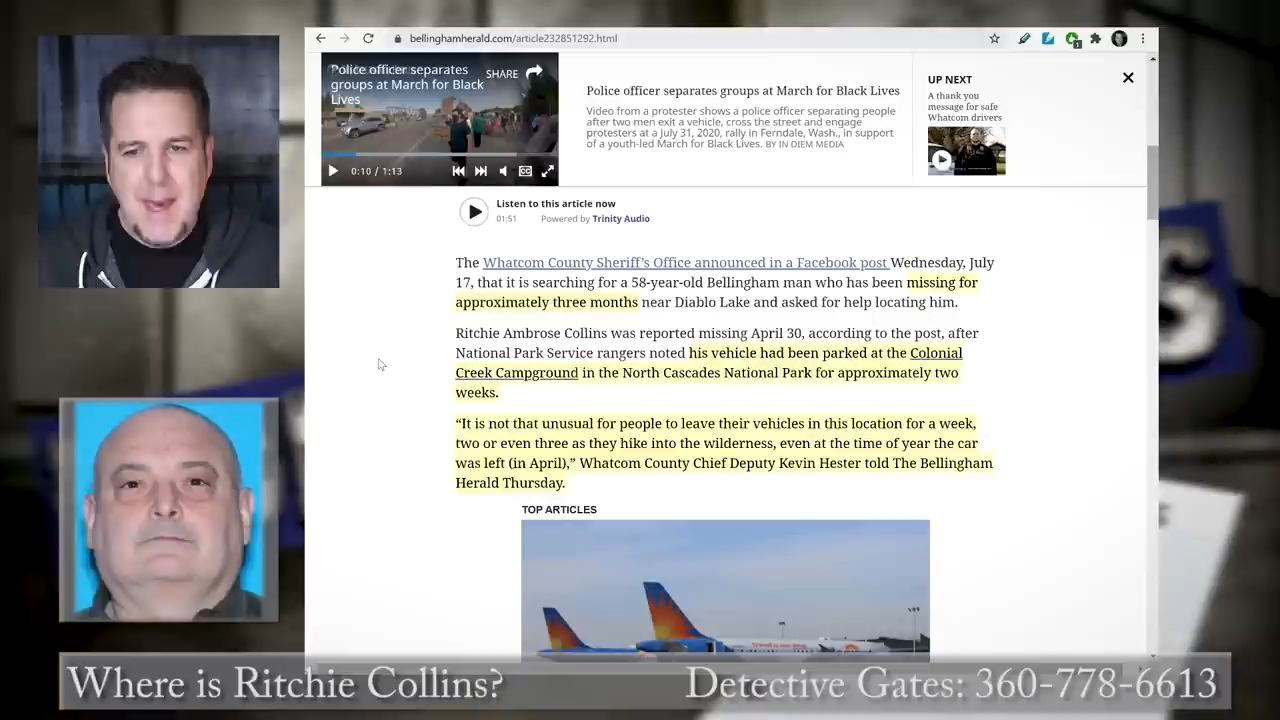 bellinghamherald.com/article232851292.html
Police officer separates
groups at March for Black
Lives
SHARE
0:10 / 1:13
Police officer separates groups at March for Black Lives
Video from a protester shows a police officer separating people
after two men exit a vehicle, cross the street and engage
protesters at a July 31, 2020, rally in Ferndale, Wash., in support
of a youth-led March for Black Lives. BY IN DIEM MEDIA
UP NEXT
A thank you
message for safe
Whatcom drivers
Listen to this article now
01:51 Powered by Trinity Audio
The Whatcom County Sheriff’s Office announced in a Facebook post Wednesday, July
17, that it is searching for a 58-year-old Bellingham man who has been missing for
approximately three months near Diablo Lake and asked for help locating him.
Ritchie Ambrose Collins was reported missing April 30, according to the post, after
National Park Service rangers noted his vehicle had been parked at the Colonial
Creek Campground in the North Cascades National Park for approximately two
weeks.
“It is not that unusual for people to leave their vehicles in this location for a week,
two or even three as they hike into the wilderness, even at the time of year the car
was left (in April),” Whatcom County Chief Deputy Kevin Hester told The Bellingham
Herald Thursday.
TOP ARTICLES
Where is Ritchie Collins? Detective Gates: 360-778-6613